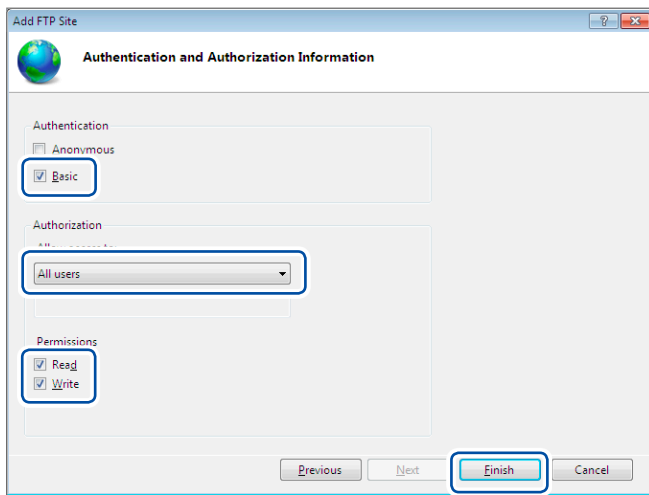 Add FTP Site
Authentication and Authorization Information
Authentication
Anonymous
Basic
Authorization
All users
Permissions
Read
Write
Previous Next Finish Cancel